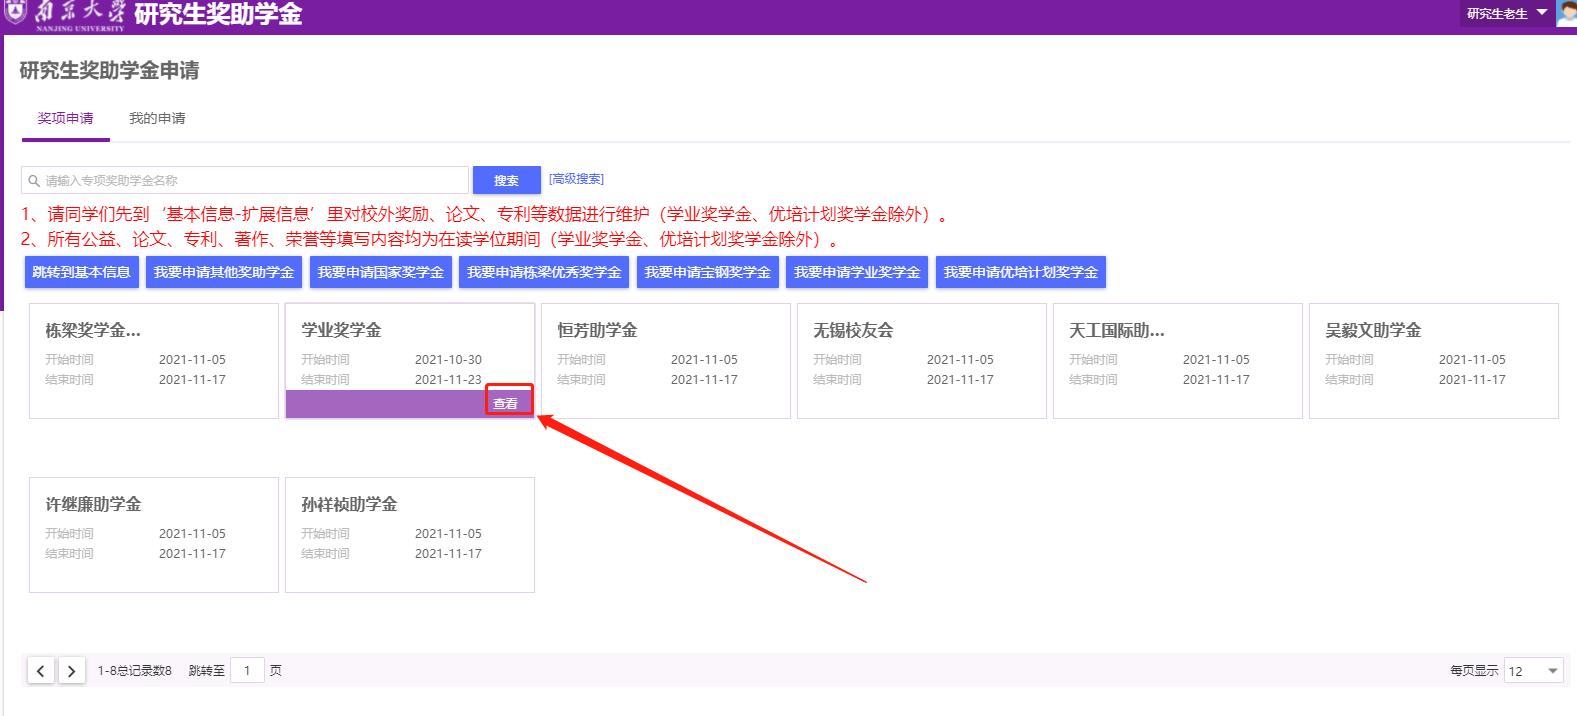 南京大学 研究生奖助学金
NANJING UNIVERSITY
研究生老生
研究生奖助学金申请
奖项申请 我的申请
请输入专项奖助学金名称 搜索 [高级搜索]
1、请同学们先到‘基本信息-扩展信息’里对校外奖励、论文、专利等数据进行维护（学业奖学金、优培计划奖学金除外）。
2、所有公益、论文、专利、著作、荣誉等填写内容均为在读学位期间（学业奖学金、优培计划奖学金除外）。
跳转到基本信息 我要申请其他奖助学金 我要申请国家奖学金 我要申请栋梁优秀奖学金 我要申请宝钢奖学金 我要申请学业奖学金 我要申请优培计划奖学金
栋梁奖学金...
开始时间 2021-11-05
结束时间 2021-11-17
学业奖学金
开始时间 2021-10-30
结束时间 2021-11-23
查看
恒芳助学金
开始时间 2021-11-05
结束时间 2021-11-17
无锡校友会
开始时间 2021-11-05
结束时间 2021-11-17
天工国际助...
开始时间 2021-11-05
结束时间 2021-11-17
吴毅文助学金
开始时间 2021-11-05
结束时间 2021-11-17
许继廉助学金
开始时间 2021-11-05
结束时间 2021-11-17
孙祥祯助学金
开始时间 2021-11-05
结束时间 2021-11-17
1-8总记录数8 跳转至 1 页
每页显示 12